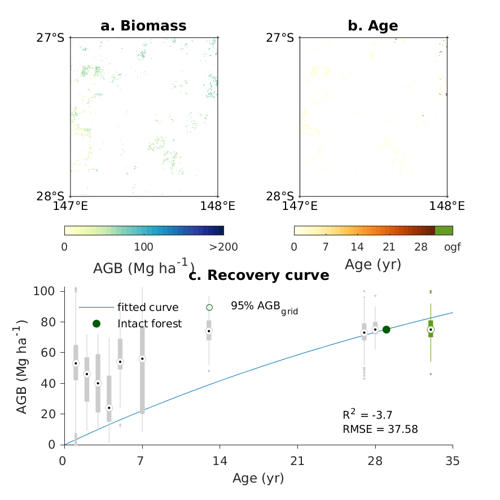 a. Biomass
b. Age
27°S
28°S
147°E
148°E
27°S
28°S
147°E
148°E
0 100 >200
AGB (Mg ha⁻¹)
0 7 14 21 28 ogf
Age (yr)
c. Recovery curve
fitted curve
Intact forest
95% AGB_grid
100
80
60
40
20
0
AGB (Mg ha⁻¹)
R² = -3.7
RMSE = 37.58
0 7 14 21 28 35
Age (yr)